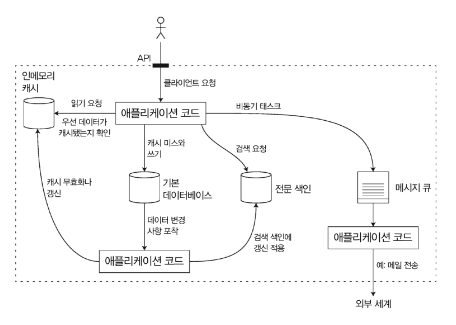 API
클라이언트 요청
인메모리
캐시
읽기 요청
우선 데이터가
캐시됐는지 확인
애플리케이션 코드
비동기 태스크
캐시 미스와
쓰기
검색 요청
캐시 무효화나
갱신
기본
데이터베이스
전문 색인
메시지 큐
데이터 변경
사항 포착
검색 색인에
갱신 적용
애플리케이션 코드
애플리케이션 코드
예: 메일 전송
외부 세계